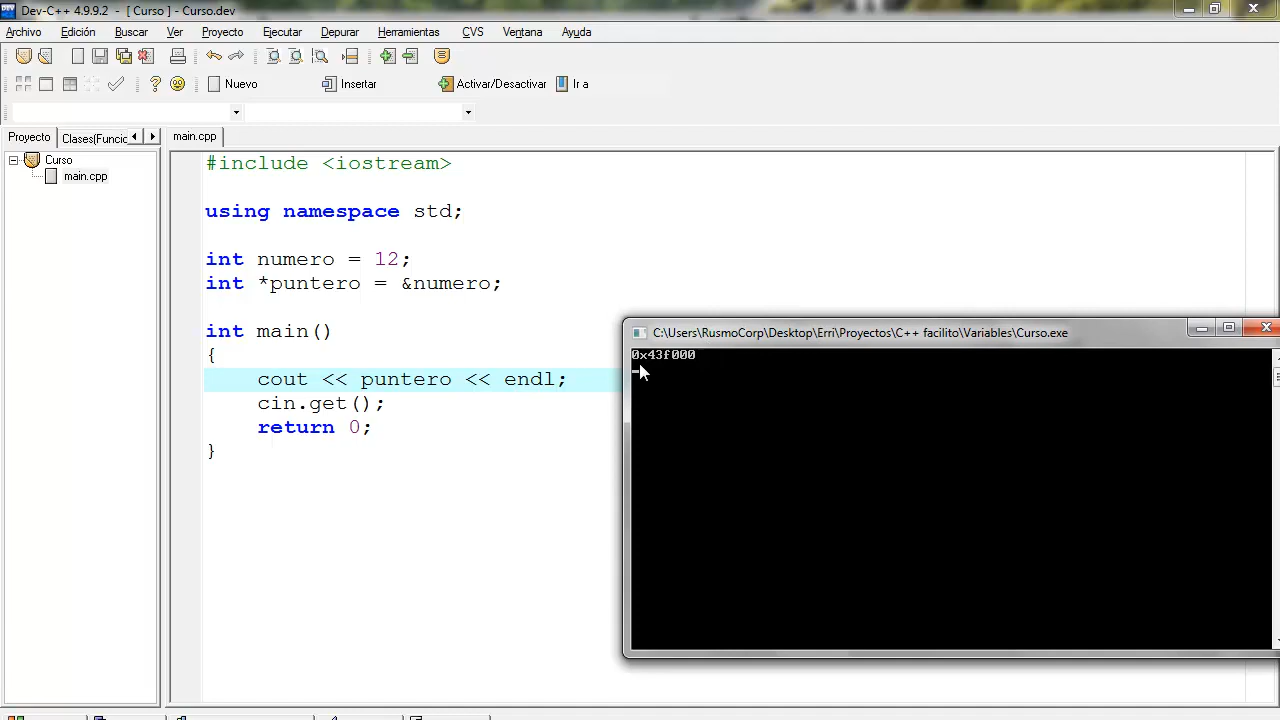 Dev-C++ 4.9.9.2 - [ Curso ] - Curso.dev
Archivo Edición Buscar Ver Proyecto Ejecutar Depurar Herramientas CVS Ventana Ayuda
Nuevo Insertar Activar/Desactivar Ir a
Proyecto Clases(Funcio main.cpp
Curso
main.cpp
#include <iostream>
using namespace std;
int numero = 12;
int *puntero = &numero;
int main()
{
cout << puntero << endl;
cin.get();
return 0;
}
C:\Users\RusmoCorp\Desktop\Erri\Proyectos\C++ facilito\Variables\Curso.exe
0x43f000